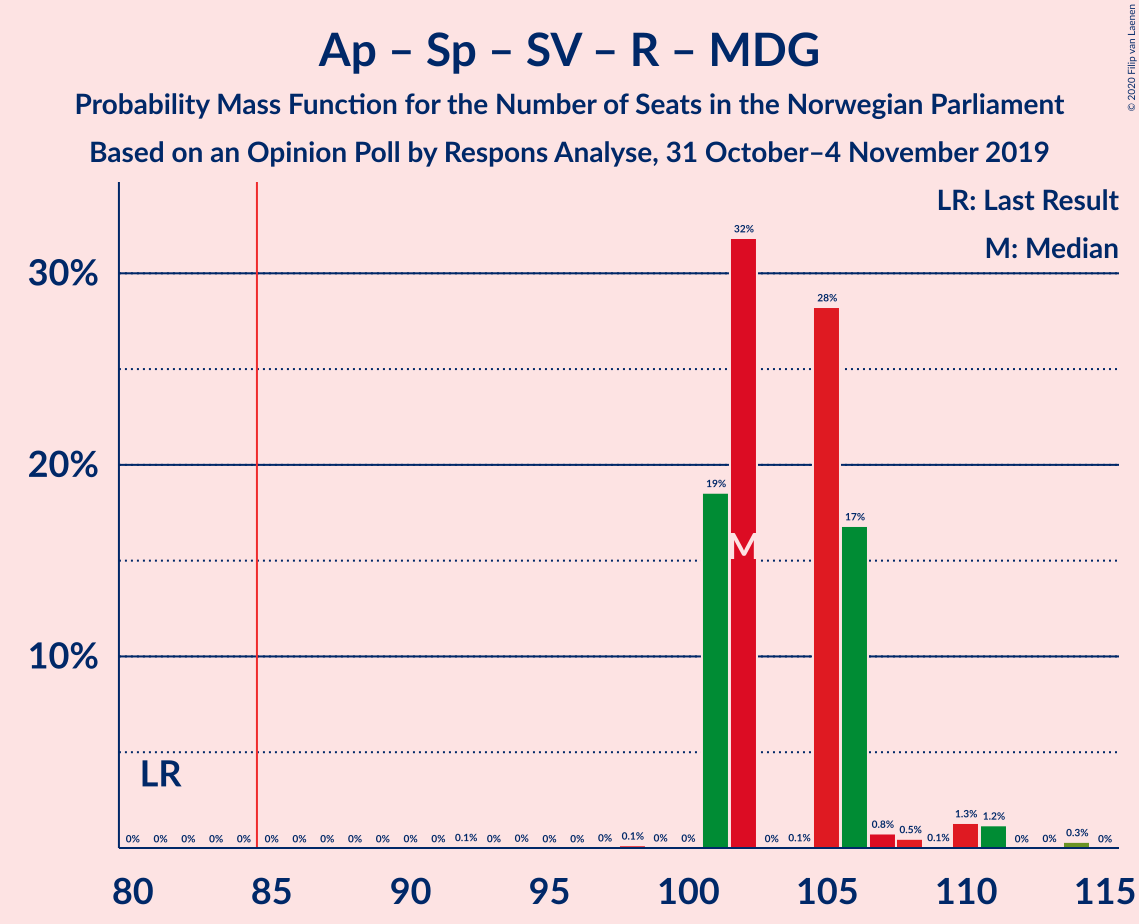 Ap – Sp – SV – R – MDG
Probability Mass Function for the Number of Seats in the Norwegian Parliament
Based on an Opinion Poll by Respons Analyse, 31 October–4 November 2019
© 2020 Filip van Laenen
LR: Last Result
M: Median
30%
20%
10%
LR
M
0% 0% 0% 0% 0% 0% 0% 0% 0% 0% 0% 0% 0.1% 0% 0% 0% 0% 0% 0.1% 0% 0% 19% 32% 0% 0.1% 28% 17% 0.8% 0.5% 0.1% 1.3% 1.2% 0% 0% 0.3% 0%
80 85 90 95 100 105 110 115